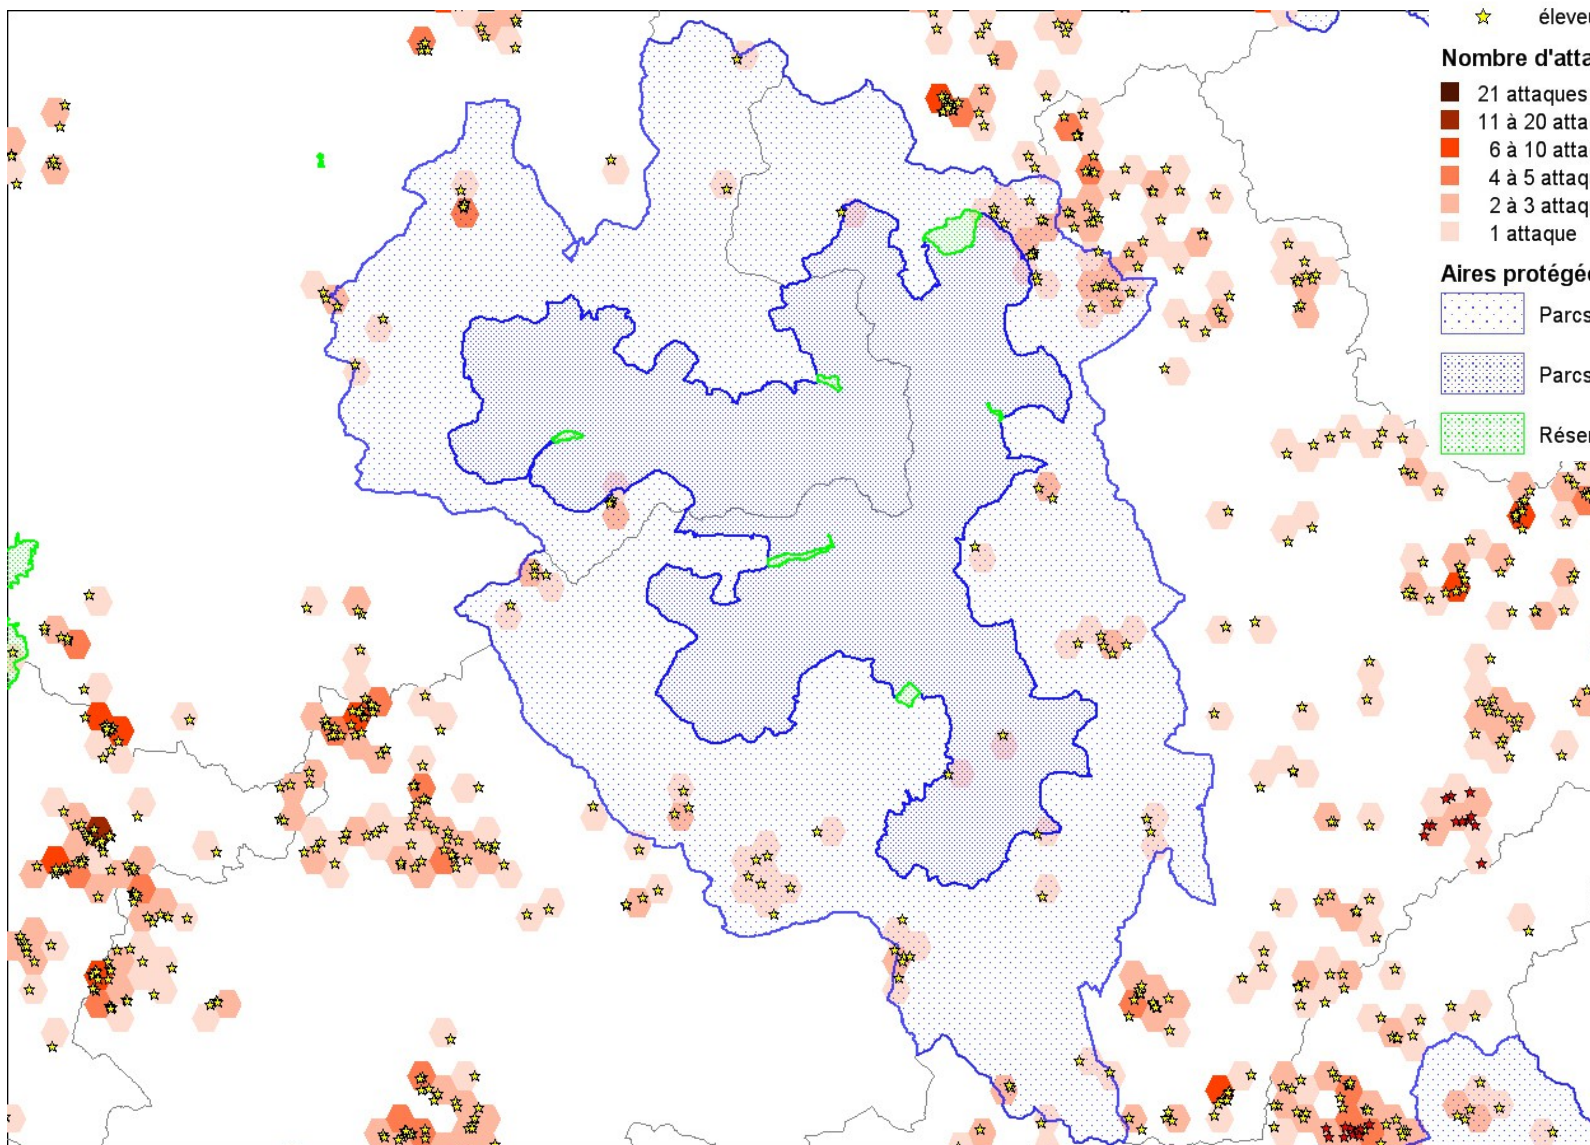 éleveu
Nombre d'atta
21 attaques
11 à 20 atta
6 à 10 atta
4 à 5 attaq
2 à 3 attaq
1 attaque
Aires protégée
Parcs
Parcs
Réser